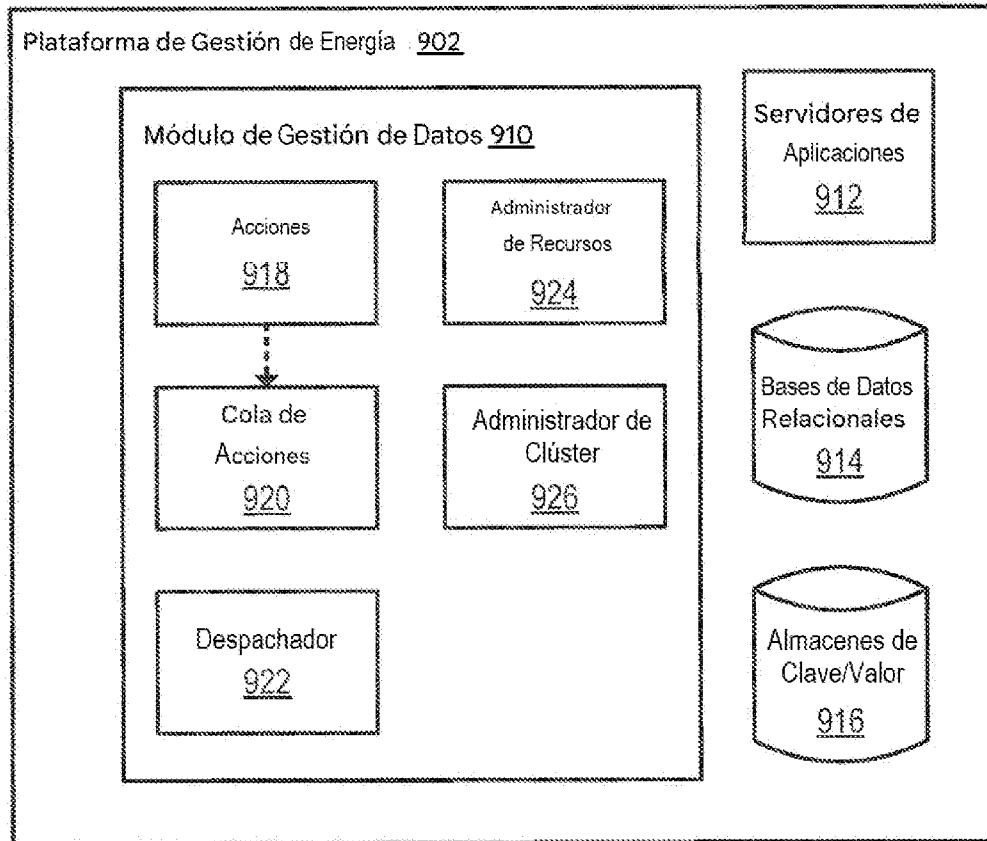 Plataforma de Gestión de Energía 902
Módulo de Gestión de Datos 910
Acciones
918
Administrador
de Recursos
924
Cola de
Acciones
920
Administrador de
Clúster
926
Despachador
922
Servidores de
Aplicaciones
912
Bases de Datos
Relacionales
914
Almacenes de
Clave/Valor
916